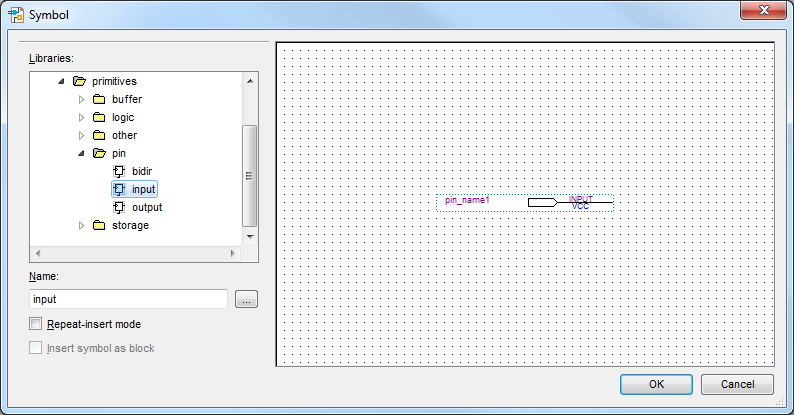 Symbol
Libraries:
primitives
buffer
logic
other
pin
bidir
input
output
storage
Name:
input
...
Repeat-insert mode
Insert symbol as block
pin_name1
INPUT
VCC
OK
Cancel